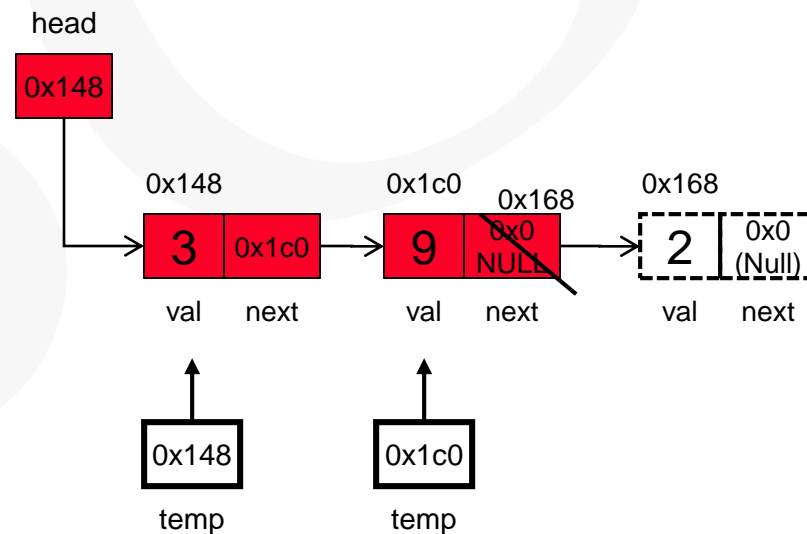 head
0x148
0x148
0x1c0
0x168
0x168
3
0x1c0
9
0x0
NULL
2
0x0
(Null)
val
next
val
next
val
next
0x148
0x1c0
temp
temp